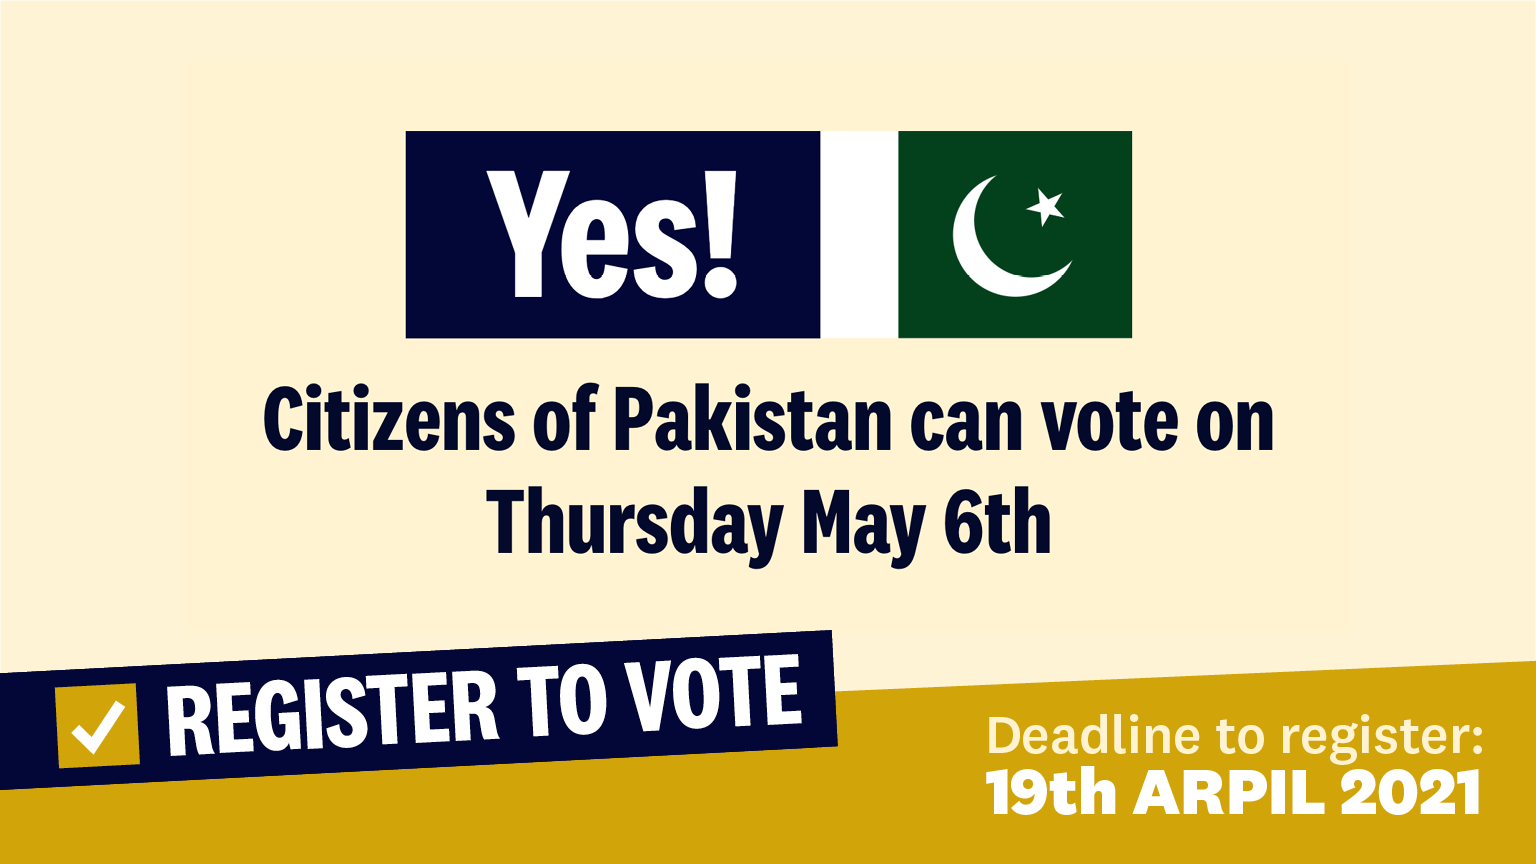 Yes!
Citizens of Pakistan can vote on
Thursday May 6th
REGISTER TO VOTE
Deadline to register:
19th ARPIL 2021